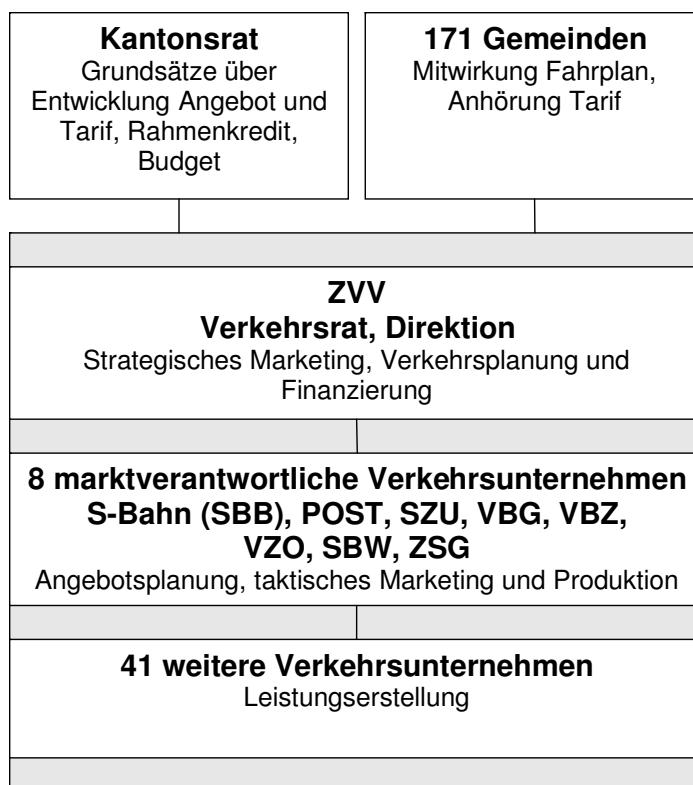 Kantonsrat
Grundsätze über
Entwicklung Angebot und
Tarif, Rahmenkredit,
Budget
171 Gemeinden
Mitwirkung Fahrplan,
Anhörung Tarif
ZVV
Verkehrsrat, Direktion
Strategisches Marketing, Verkehrsplanung und
Finanzierung
8 marktverantwortliche Verkehrsunternehmen
S-Bahn (SBB), POST, SZU, VBG, VBZ,
VZO, SBW, ZSG
Angebotsplanung, taktisches Marketing und Produktion
41 weitere Verkehrsunternehmen
Leistungserstellung